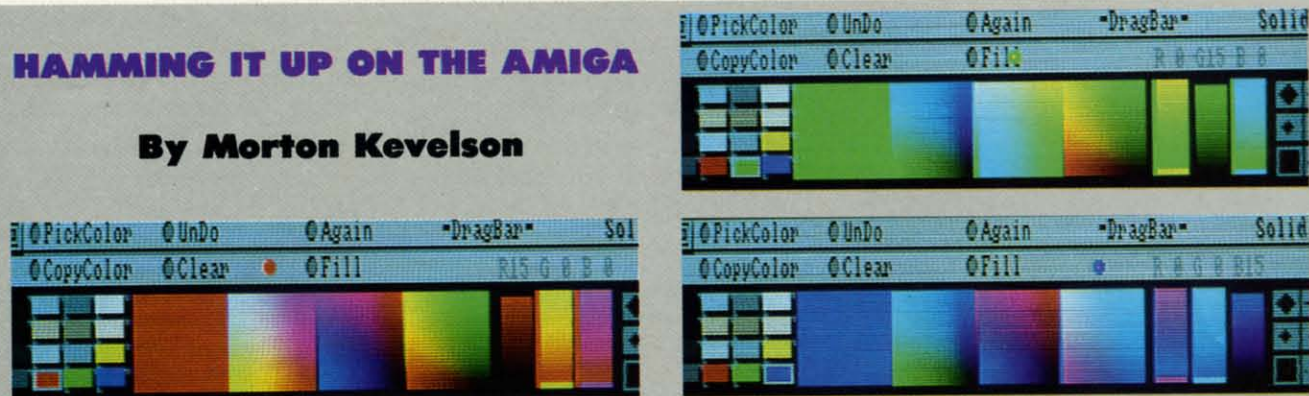 HAMMING IT UP ON THE AMIGA
By Morton Kevelson
PickColor UnDo Again -DragBar- Solid
CopyColor Clear Fill R 0 G15 B 0
PickColor UnDo Again -DragBar- Sol
CopyColor Clear Fill R15 G 0 B 0
PickColor UnDo Again -DragBar- Solid
CopyColor Clear Fill R 0 G 0 B15